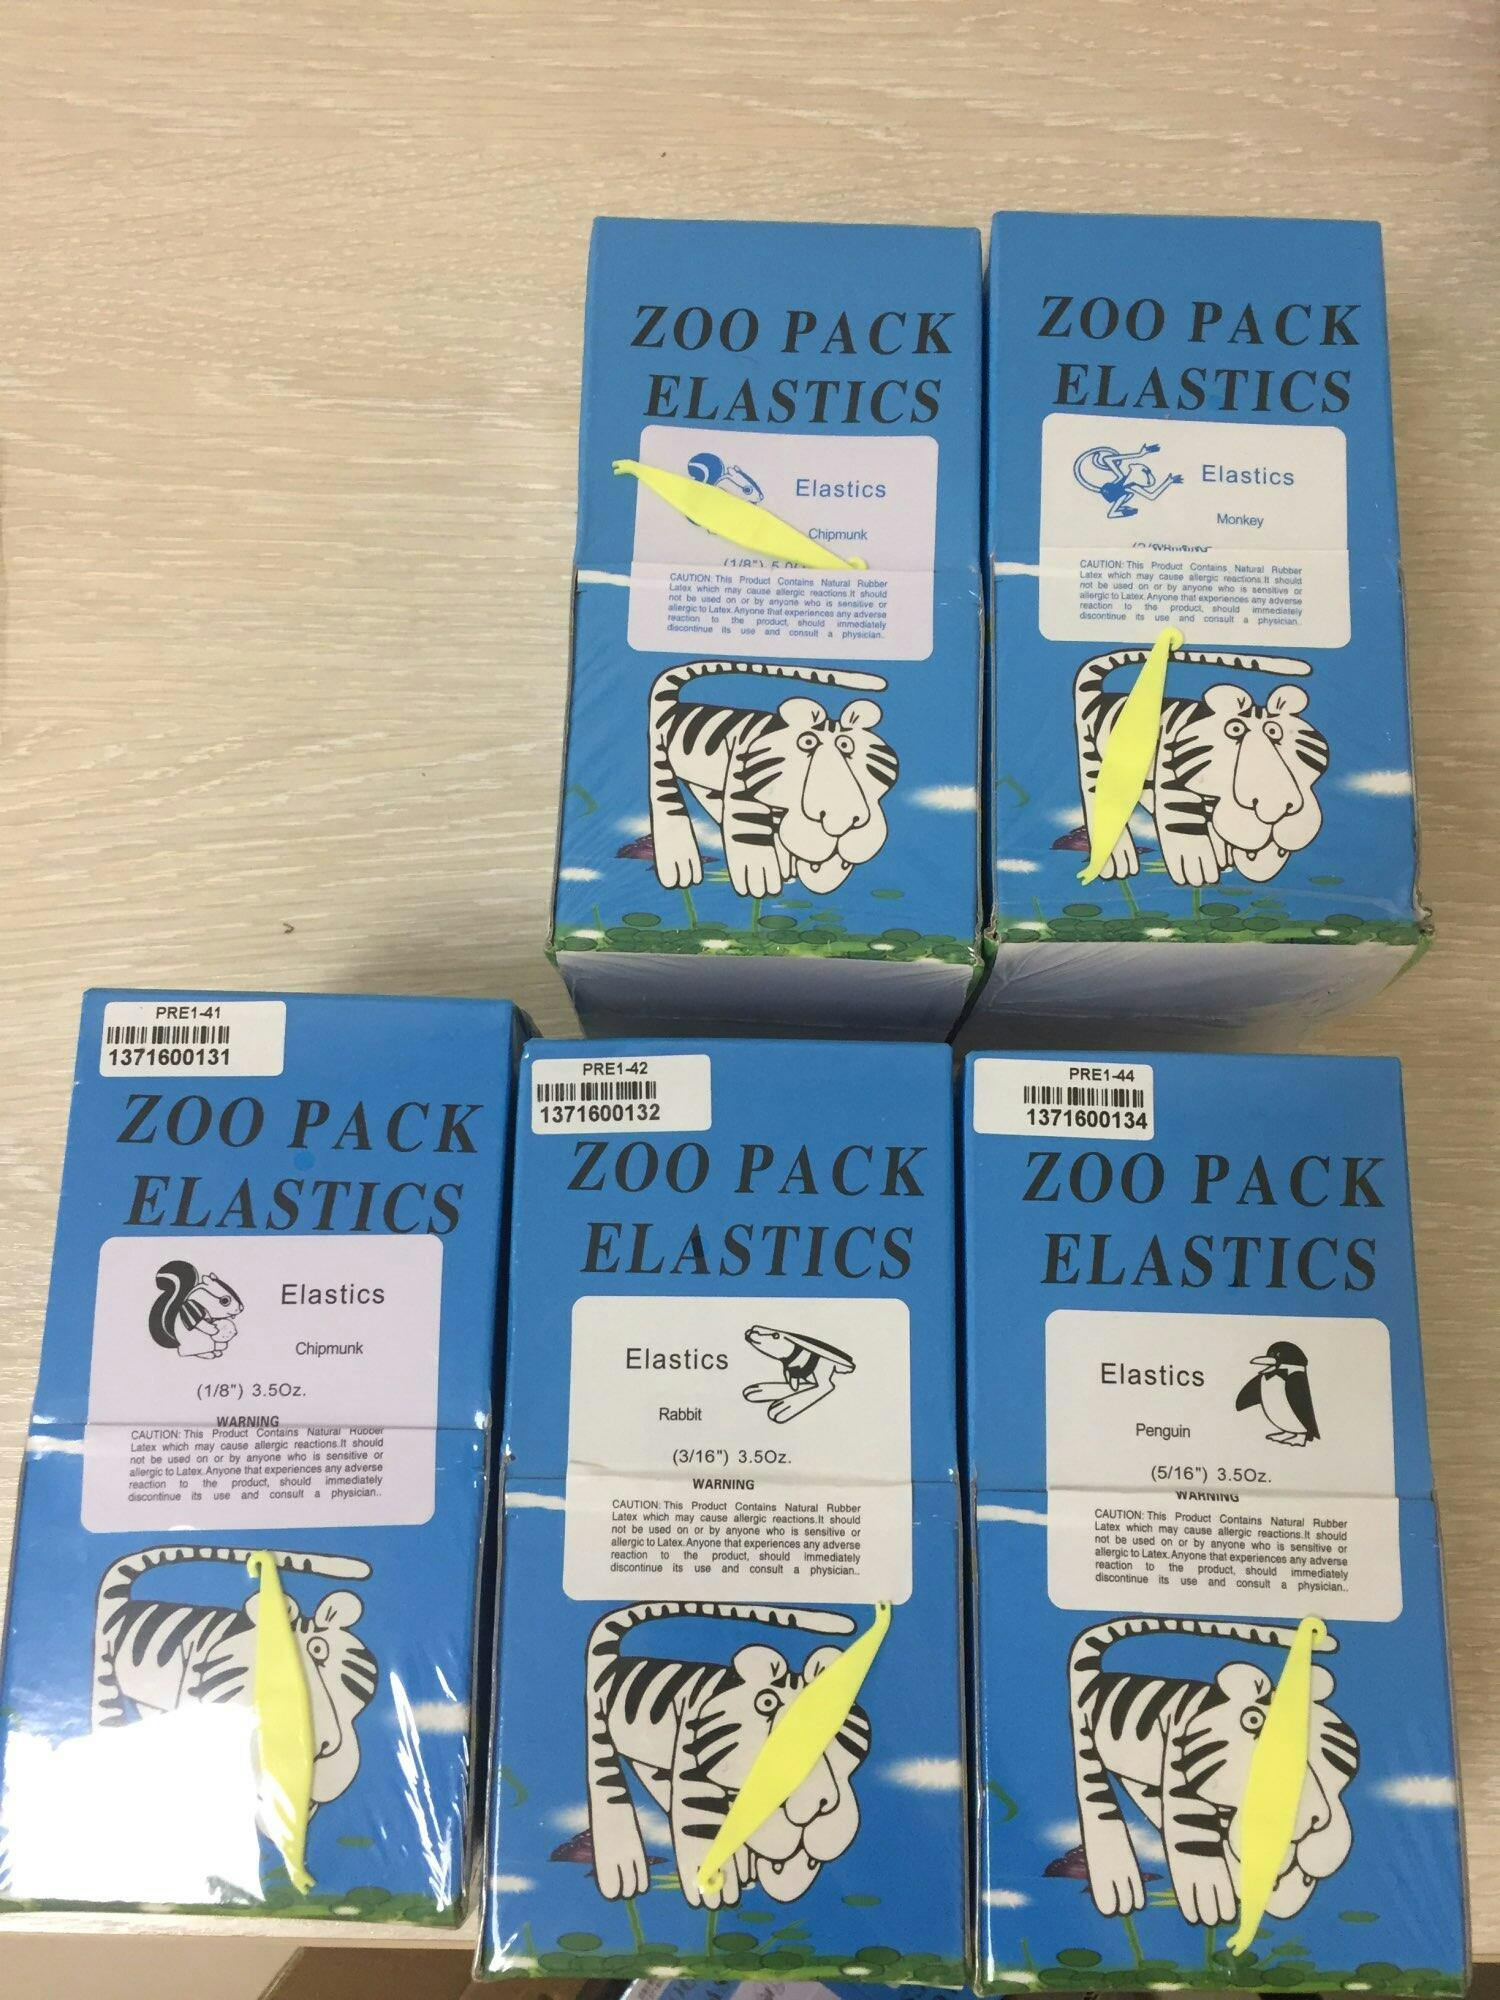 ZOO PACK
ELASTICS
Elastics
Chipmunk
(1/8")
CAUTION: This Product Contains Natural Rubber
Latex which may cause allergic reactions.It should
not be used on or by anyone who is sensitive or
allergic to Latex.Anyone that experiences any adverse
reaction to the product, should immediately
discontinue its use and consult a physician..
ZOO PACK
ELASTICS
Elastics
Monkey
CAUTION: This Product Contains Natural Rubber
Latex which may cause allergic reactions.It should
not be used on or by anyone who is sensitive or
allergic to Latex.Anyone that experiences any adverse
reaction to the product, should immediately
discontinue its use and consult a physician..
PRE1-41
1371600131
ZOO PACK
ELASTICS
Elastics
Chipmunk
(1/8") 3.5Oz.
WARNING
CAUTION: This Product Contains Natural Rubber
Latex which may cause allergic reactions.It should
not be used on or by anyone who is sensitive or
allergic to Latex.Anyone that experiences any adverse
reaction to the product, should immediately
discontinue its use and consult a physician..
PRE1-42
1371600132
ZOO PACK
ELASTICS
Elastics
Rabbit
(3/16") 3.5Oz.
WARNING
CAUTION: This Product Contains Natural Rubber
Latex which may cause allergic reactions.It should
not be used on or by anyone who is sensitive or
allergic to Latex.Anyone that experiences any adverse
reaction to the product, should immediately
discontinue its use and consult a physician..
PRE1-44
1371600134
ZOO PACK
ELASTICS
Elastics
Penguin
(5/16") 3.5Oz.
WARNING
CAUTION: This Product Contains Natural Rubber
Latex which may cause allergic reactions.It should
not be used on or by anyone who is sensitive or
allergic to Latex.Anyone that experiences any adverse
reaction to the product, should immediately
discontinue its use and consult a physician..